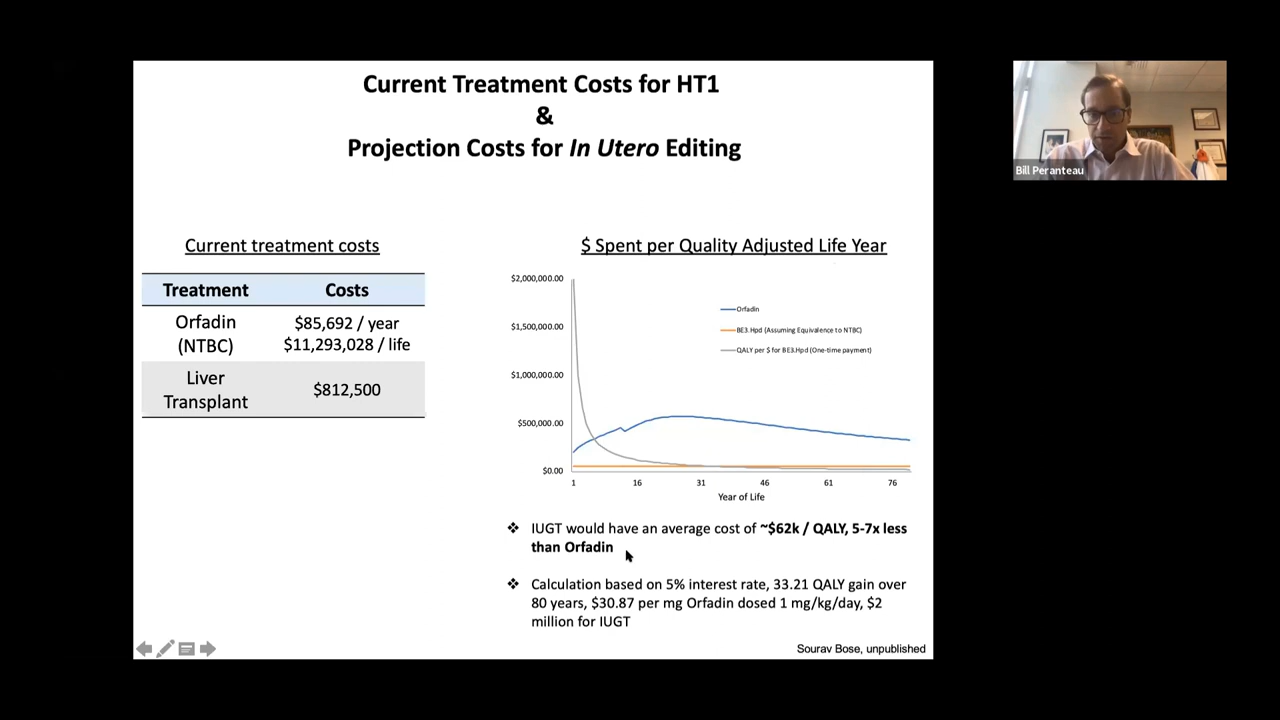 Current Treatment Costs for HT1
&
Projection Costs for In Utero Editing
Bill Peranteau
Current treatment costs
Treatment Costs
Orfadin (NTBC) $85,692 / year
$11,293,028 / life
Liver Transplant $812,500
$ Spent per Quality Adjusted Life Year
$2,000,000.00
$1,500,000.00
$1,000,000.00
$500,000.00
$0.00
Orfadin
BE3.Hpd (Assuming Equivalence to NTBC)
QALY per $ for BE3.Hpd (One-time payment)
1 16 31 46 61 76
Year of Life
❖ IUGT would have an average cost of ~$62k / QALY, 5-7x less
than Orfadin
❖ Calculation based on 5% interest rate, 33.21 QALY gain over
80 years, $30.87 per mg Orfadin dosed 1 mg/kg/day, $2
million for IUGT
Sourav Bose, unpublished